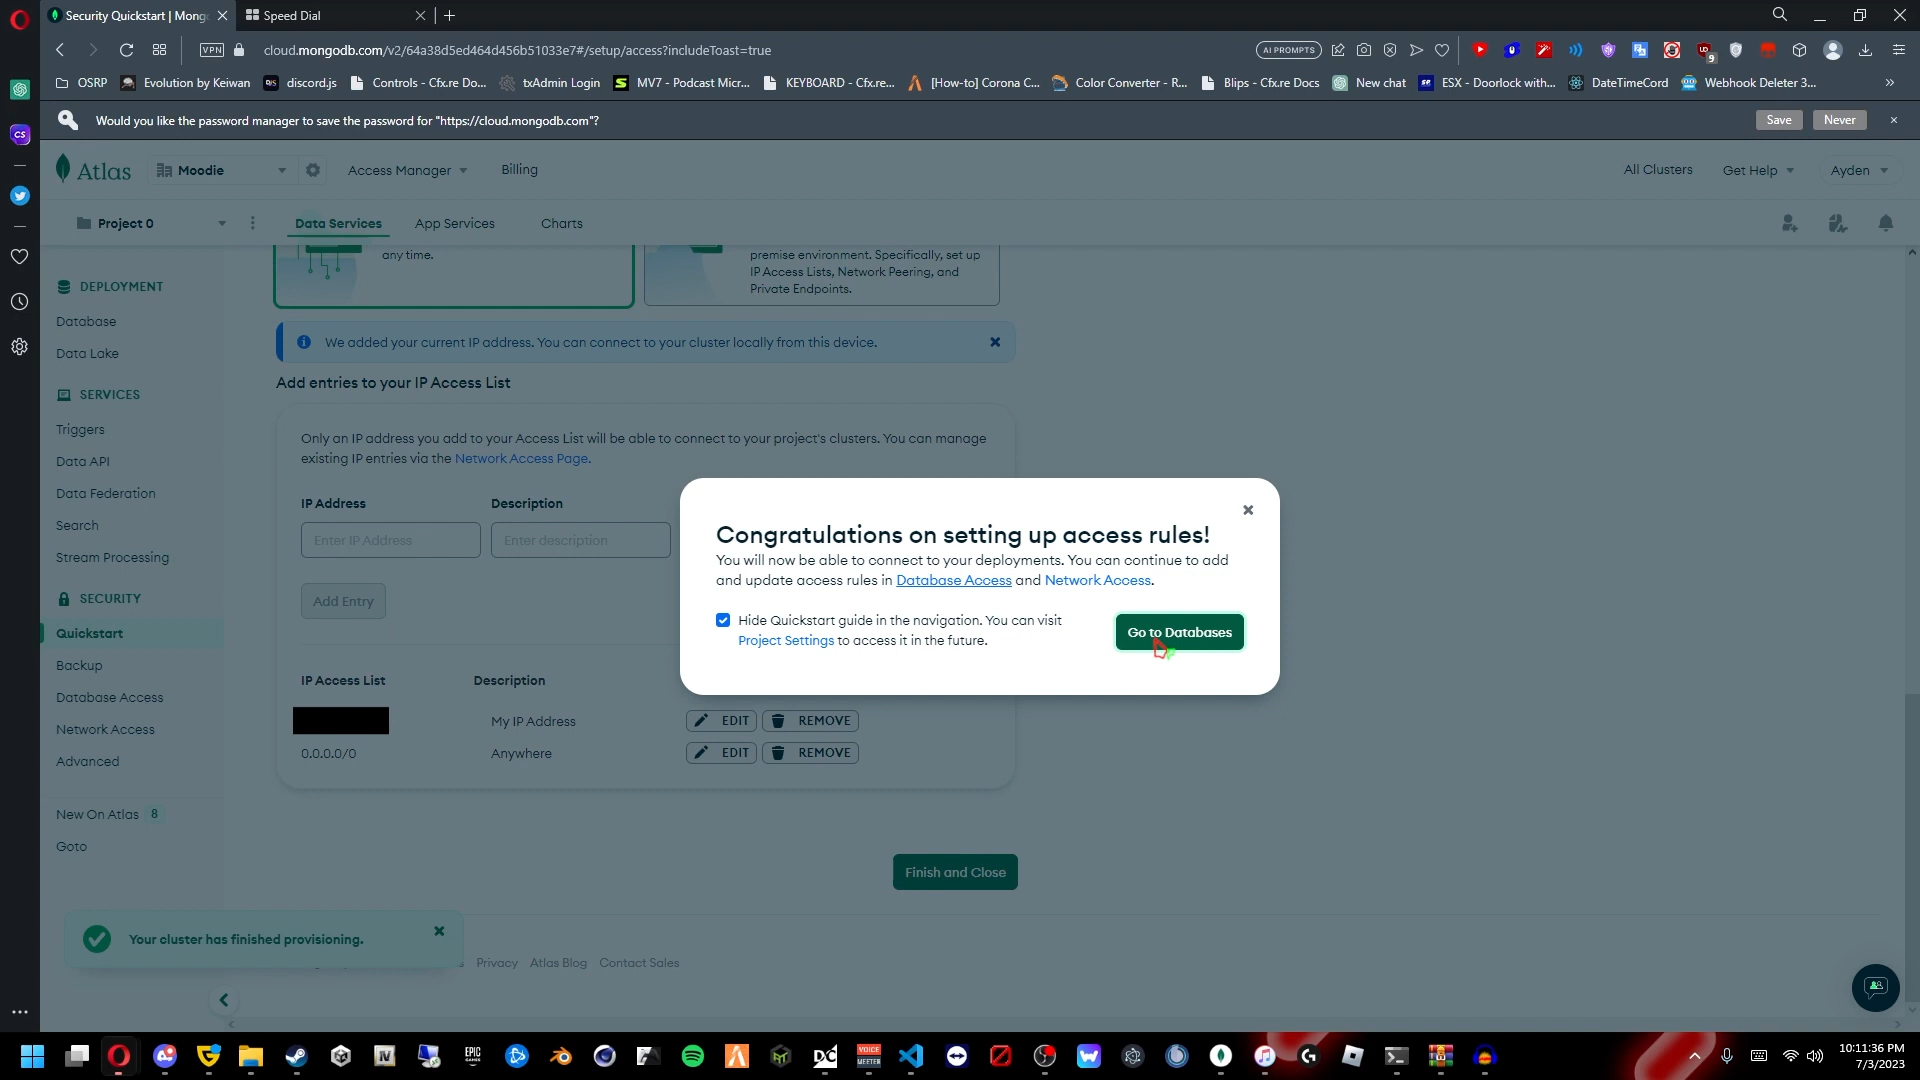 Security Quickstart | Mong
Speed Dial
VPN
cloud.mongodb.com/v2/64a38d5ed464d456b51033e7#/setup/access?includeToast=true
AI PROMPTS
9
OSRP
Evolution by Keiwan
discord.js
Controls - Cfx.re Do...
txAdmin Login
MV7 - Podcast Micr...
KEYBOARD - Cfx.re...
[How-to] Corona C...
Color Converter - R...
Blips - Cfx.re Docs
New chat
ESX - Doorlock with...
DateTimeCord
Webhook Deleter 3...
Would you like the password manager to save the password for "https://cloud.mongodb.com"?
Save
Never
CS
Atlas
Moodie
Access Manager
Billing
All Clusters
Get Help
Ayden
Project 0
Data Services
App Services
Charts
any time.
premise environment. Specifically, set up
IP Access Lists, Network Peering, and
Private Endpoints.
DEPLOYMENT
Database
Data Lake
SERVICES
Triggers
Data API
Data Federation
Search
Stream Processing
SECURITY
Quickstart
Backup
Database Access
Network Access
Advanced
New On Atlas 8
Goto
We added your current IP address. You can connect to your cluster locally from this device.
Add entries to your IP Access List
Only an IP address you add to your Access List will be able to connect to your project's clusters. You can manage
existing IP entries via the Network Access Page.
IP Address
Description
Enter IP Address
Enter description
Add Entry
Congratulations on setting up access rules!
You will now be able to connect to your deployments. You can continue to add
and update access rules in Database Access and Network Access.
Hide Quickstart guide in the navigation. You can visit
Project Settings to access it in the future.
Go to Databases
IP Access List
Description
My IP Address
EDIT
REMOVE
0.0.0.0/0
Anywhere
EDIT
REMOVE
Finish and Close
Your cluster has finished provisioning.
Privacy
Atlas Blog
Contact Sales
EPIC
GAMES
VOICE
MEETER
10:11:36 PM
7/3/2023